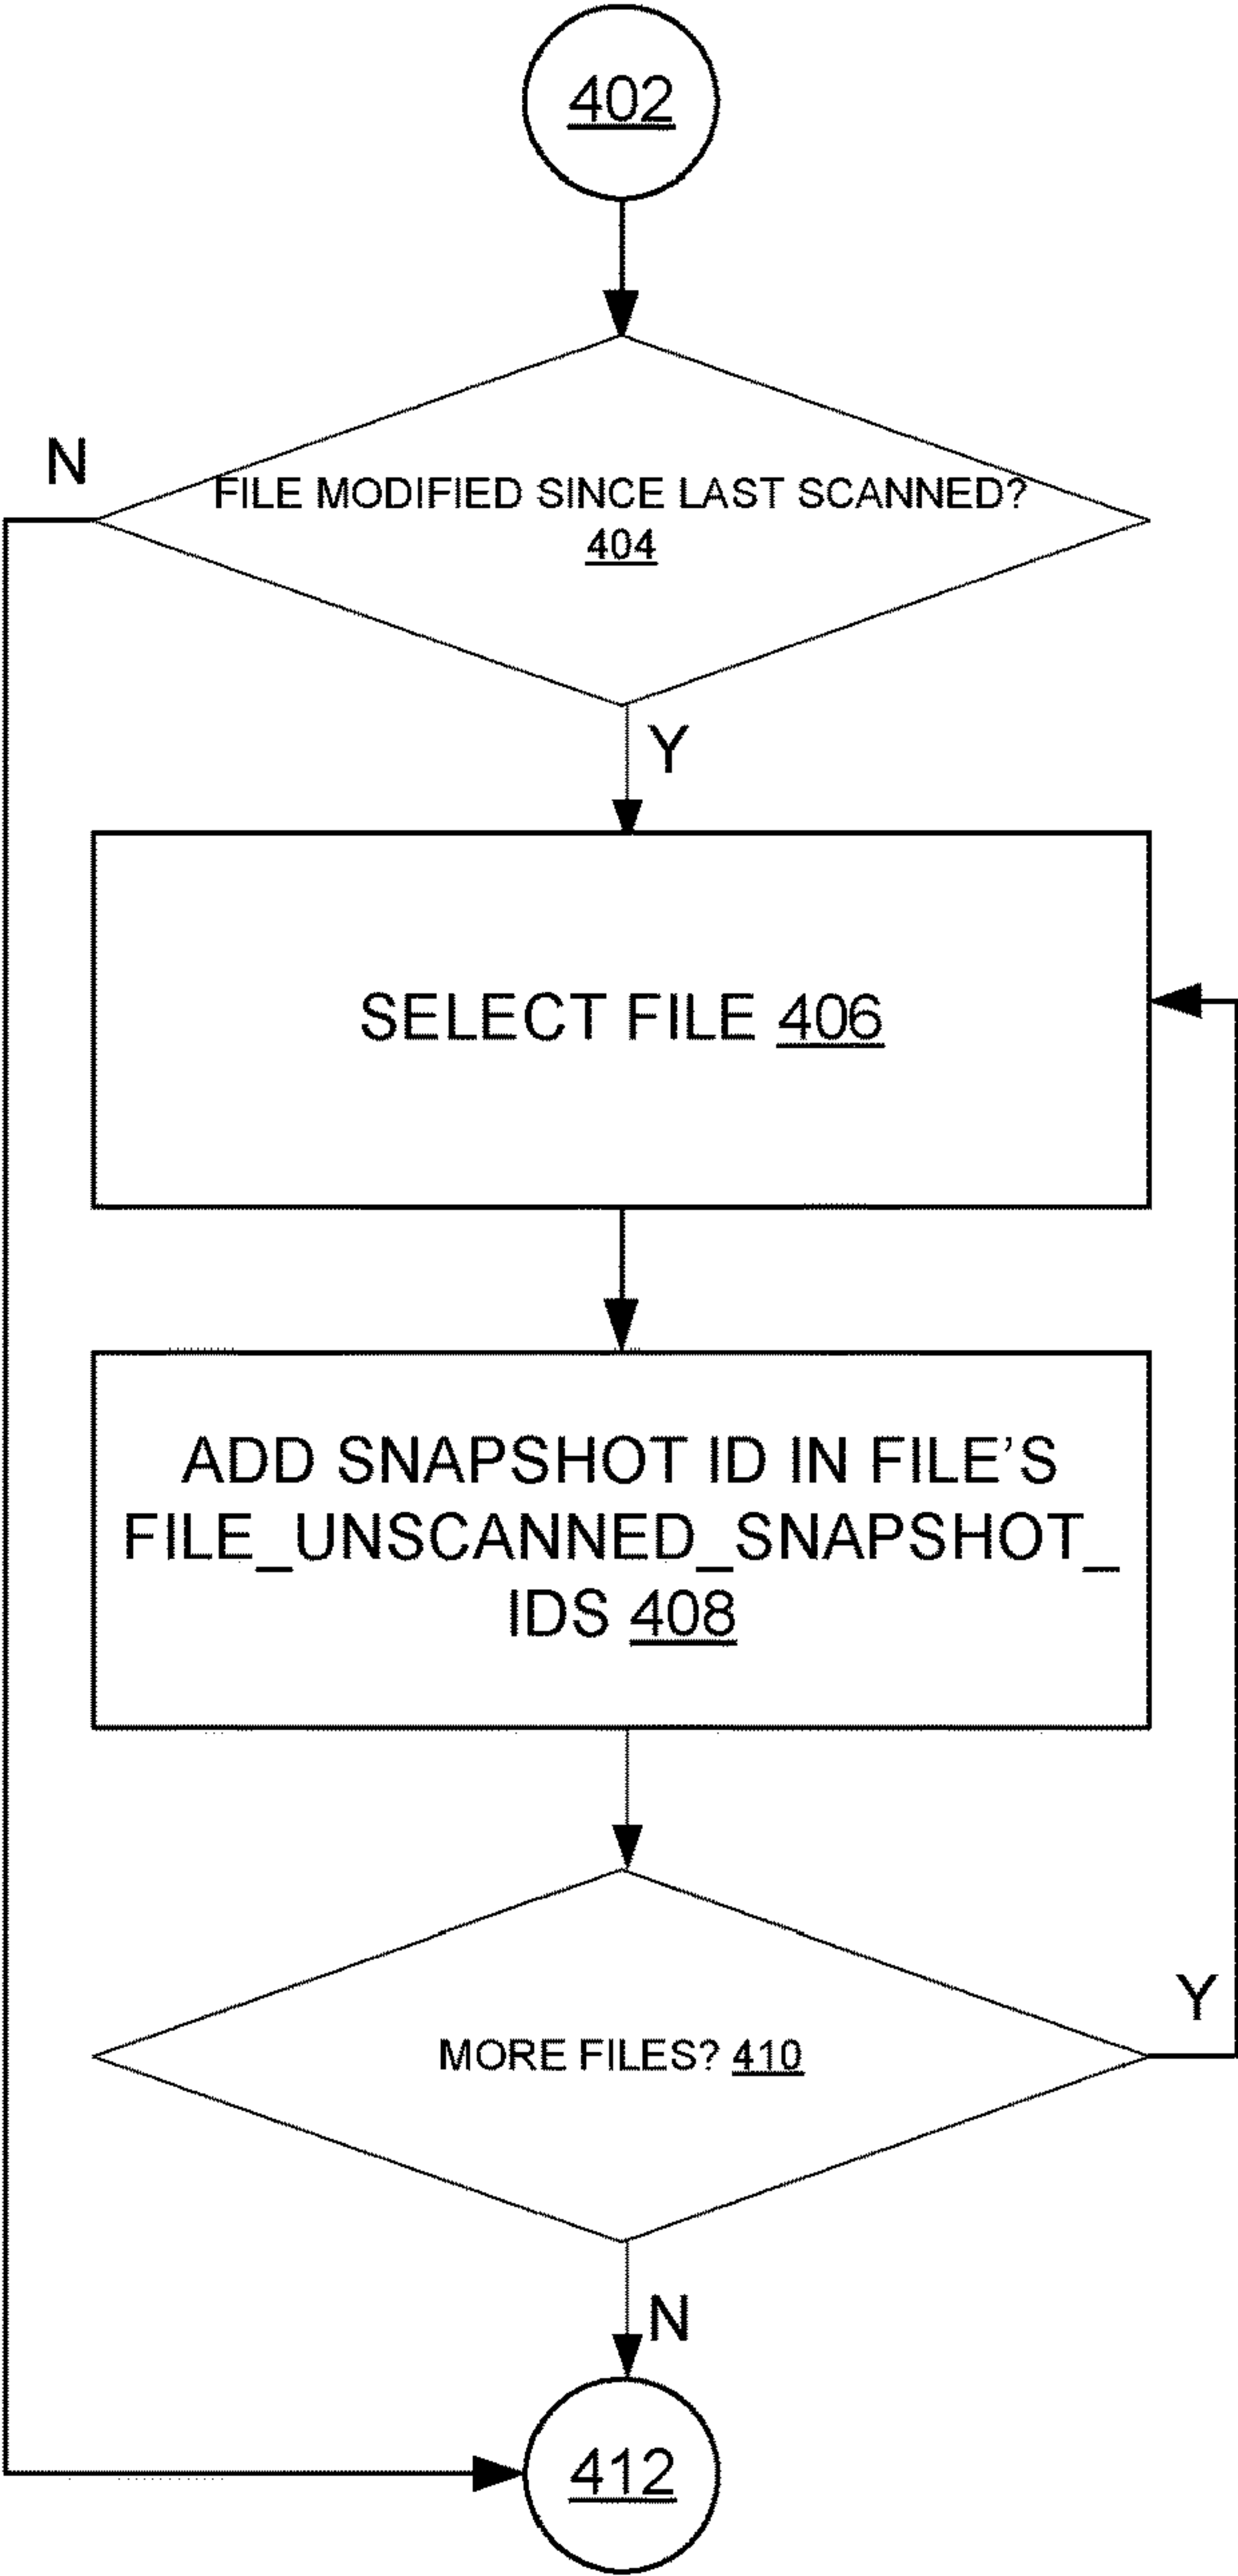 402
N
FILE MODIFIED SINCE LAST SCANNED?
404
Y
SELECT FILE 406
ADD SNAPSHOT ID IN FILE’S
FILE_UNSCANNED_SNAPSHOT_
IDS 408
Y
MORE FILES? 410
N
412